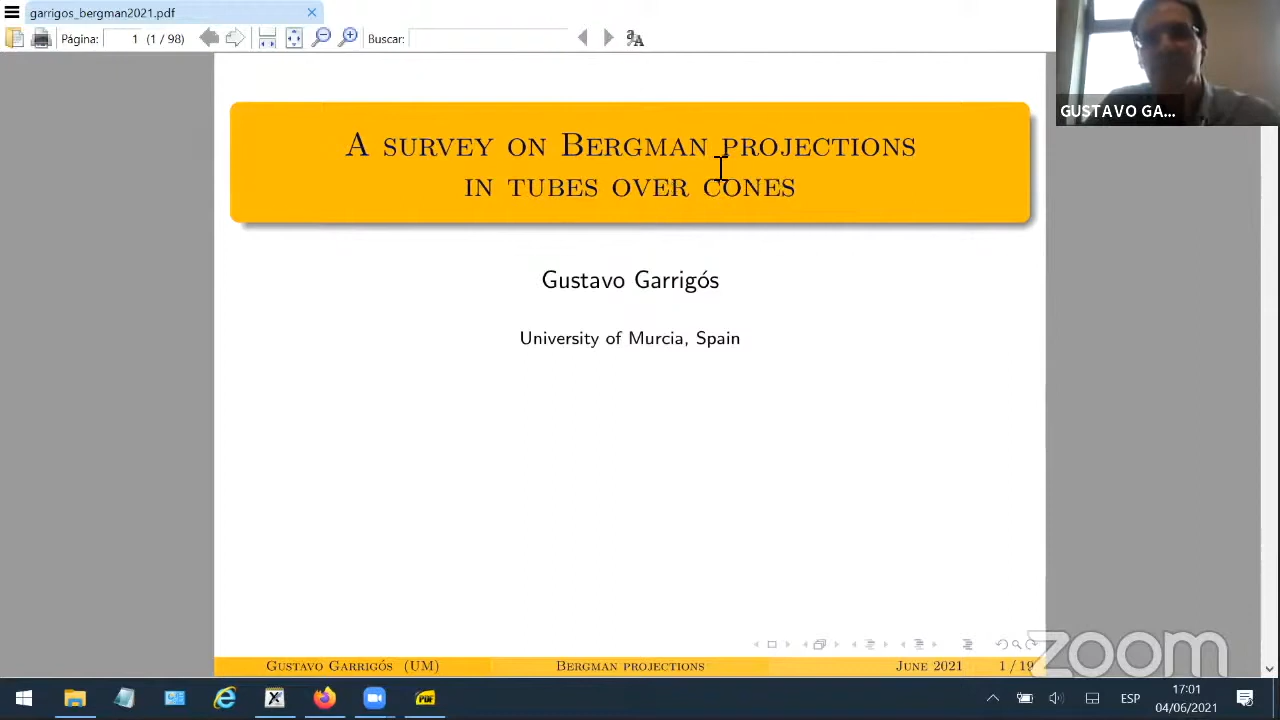 garrigos_bergman2021.pdf
Página: 1 (1 / 98) Buscar:
GUSTAVO GA...
A SURVEY ON BERGMAN PROJECTIONS
IN TUBES OVER CONES
Gustavo Garrigós
University of Murcia, Spain
zoom
GUSTAVO GARRIGÓS (UM) BERGMAN PROJECTIONS JUNE 2021 1 / 19
ESP
17:01
04/06/2021